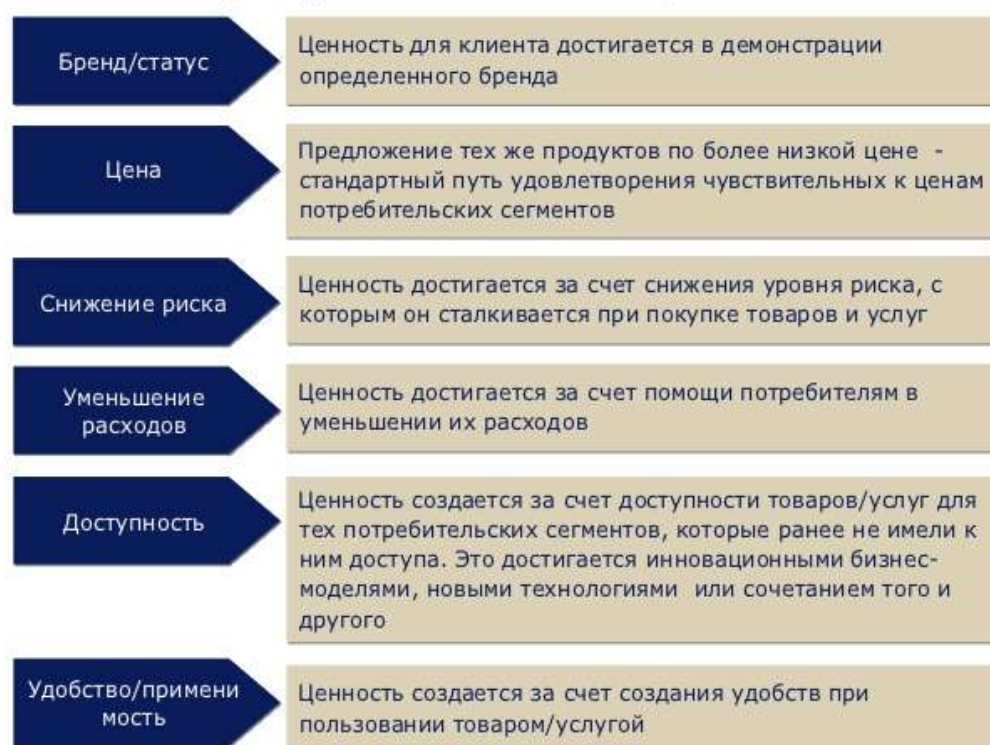 Бренд/статус
Ценность для клиента достигается в демонстрации
определенного бренда
Цена
Предложение тех же продуктов по более низкой цене -
стандартный путь удовлетворения чувствительных к ценам
потребительских сегментов
Снижение риска
Ценность достигается за счет снижения уровня риска, с
которым он сталкивается при покупке товаров и услуг
Уменьшение
расходов
Ценность достигается за счет помощи потребителям в
уменьшении их расходов
Доступность
Ценность создается за счет доступности товаров/услуг для
тех потребительских сегментов, которые ранее не имели к
ним доступа. Это достигается инновационными бизнес-
моделями, новыми технологиями или сочетанием того и
другого
Удобство/примени
мость
Ценность создается за счет создания удобств при
пользовании товаром/услугой